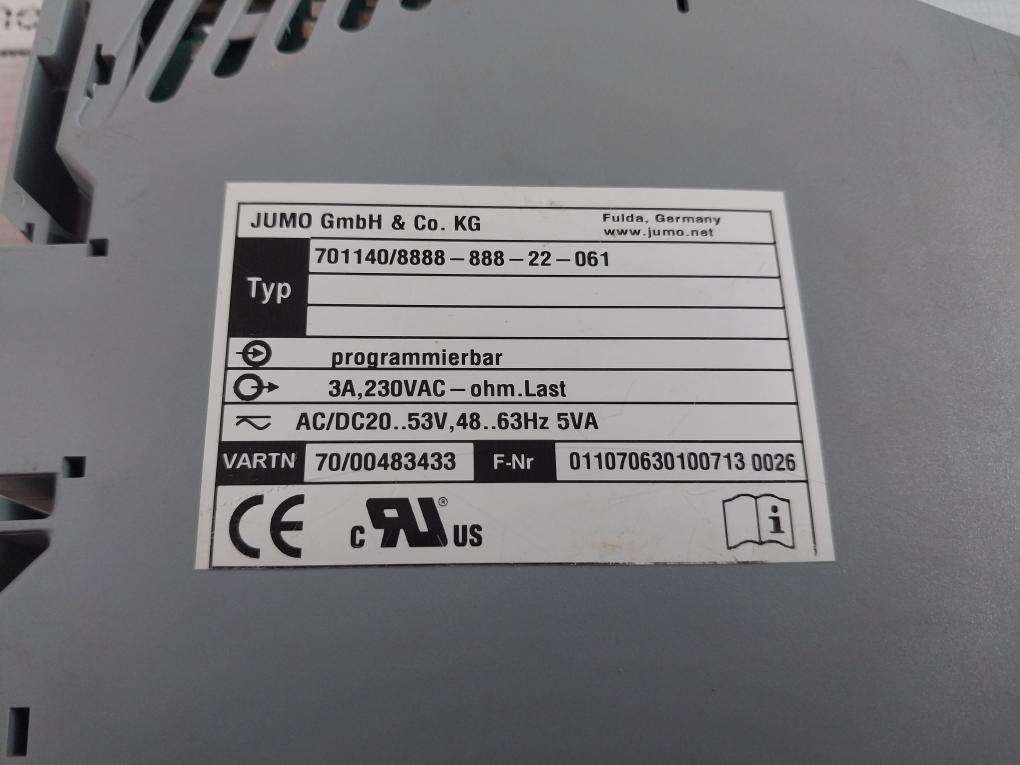 JUMO GmbH & Co. KG
Fulda, Germany
www.jumo.net
Typ
701140/8888-888-22-061
programmierbar
3A,230VAC-ohm.Last
AC/DC20..53V,48..63Hz 5VA
VARTN 70/00483433 F-Nr 011070630100713 0026
CE c RU® US i